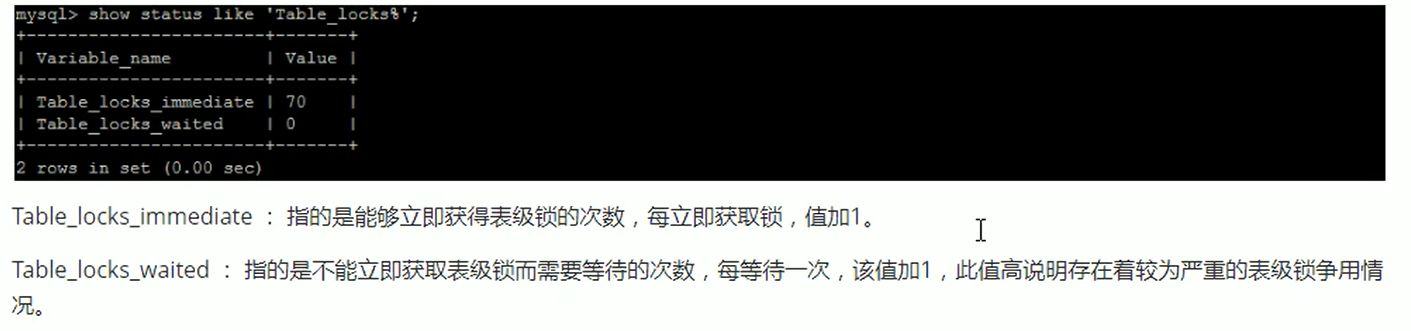 mysql> show status like 'Table_locks%';
+-----------------------+-------+
| Variable_name         | Value |
+-----------------------+-------+
| Table_locks_immediate | 70    |
| Table_locks_waited    | 0     |
+-----------------------+-------+
2 rows in set (0.00 sec)
Table_locks_immediate ： 指的是能够立即获得表级锁的次数，每立即获取锁，值加1。
Table_locks_waited ： 指的是不能立即获取表级锁而需要等待的次数，每等待一次，该值加1，此值高说明存在着较为严重的表级锁争用情
况。